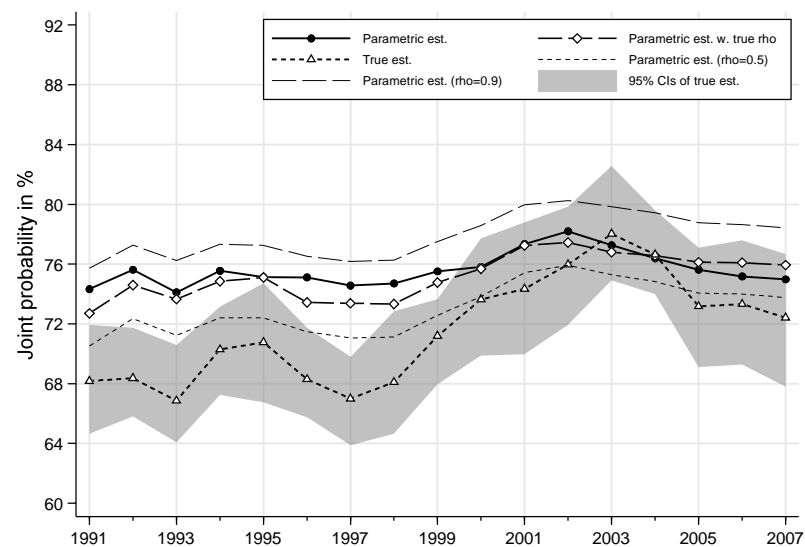 Parametric est.
True est.
Parametric est. (rho=0.9)
Parametric est. w. true rho
Parametric est. (rho=0.5)
95% CIs of true est.
Joint probability in %
92
88
84
80
76
72
68
64
60
1991 1993 1995 1997 1999 2001 2003 2005 2007